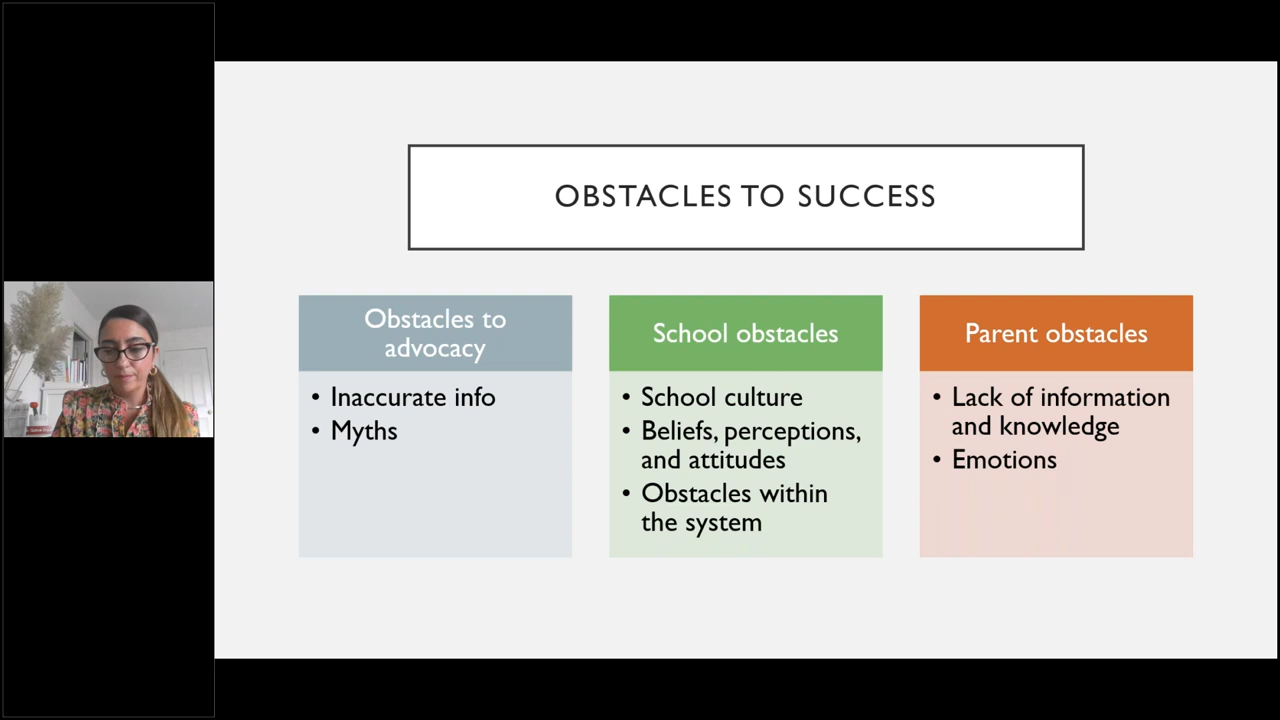 OBSTACLES TO SUCCESS
Obstacles to
advocacy
• Inaccurate info
• Myths
School obstacles
• School culture
• Beliefs, perceptions,
and attitudes
• Obstacles within
the system
Parent obstacles
• Lack of information
and knowledge
• Emotions